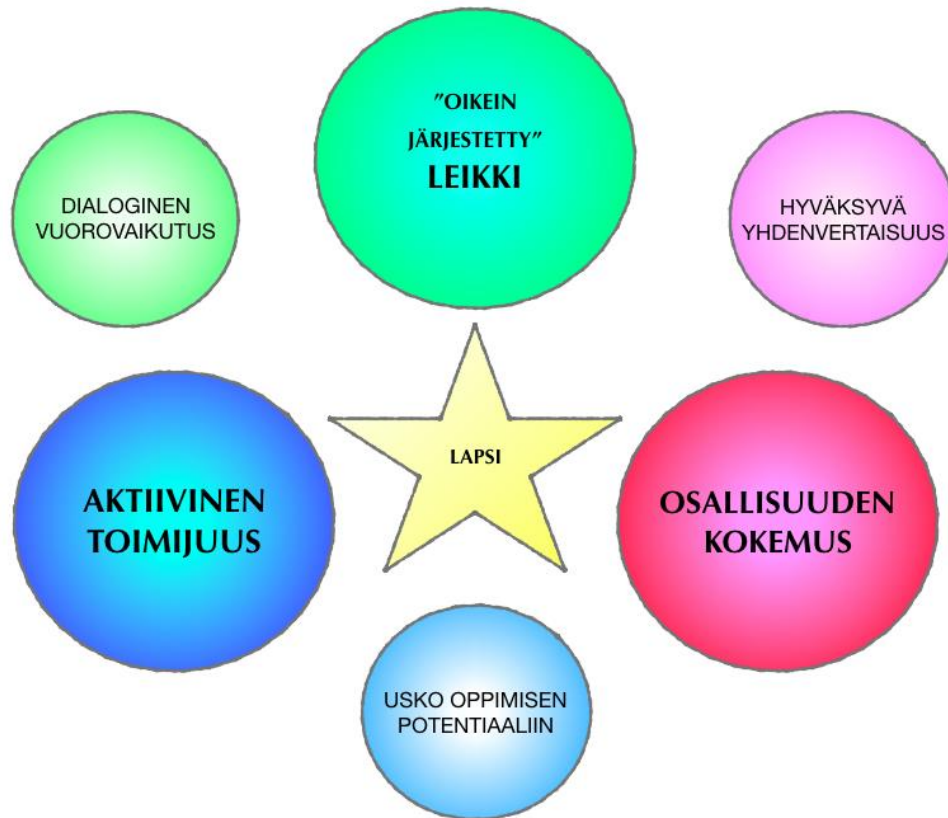 ”OIKEIN
JÄRJESTETTY”
LEIKKI
DIALOGINEN
VUOROVAIKUTUS
HYVÄKSYVÄ
YHDENVERTAISUUS
LAPSI
AKTIIVINEN
TOIMIJUUS
OSALLISUUDEN
KOKEMUS
USKO OPPIMISEN
POTENTIAALIIN